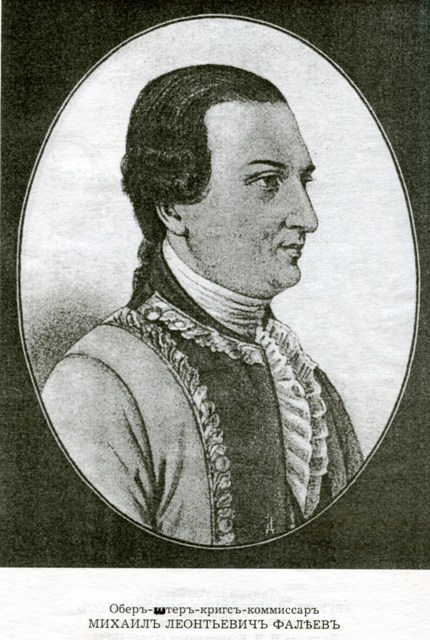 Оберъ-штеръ-кригсъ-коммиссаръ
МИХАИЛЪ ЛЕОНТЬЕВИЧЪ ФАЛѢЕВЪ